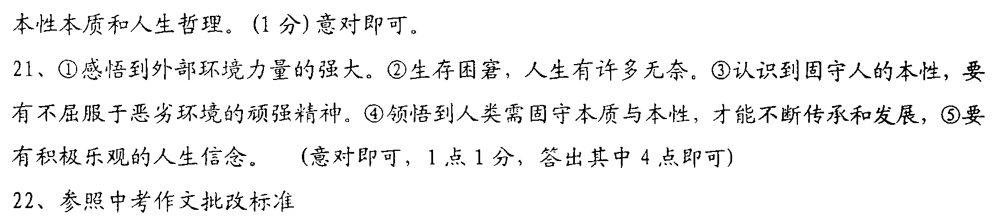 本性本质和人生哲理。(1 分)意对即可。
21、①感悟到外部环境力量的强大。②生存困窘，人生有许多无奈。③认识到固守人的本性，要
有不屈服于恶劣环境的顽强精神。④领悟到人类需固守本质与本性，才能不断传承和发展，⑤要
有积极乐观的人生信念。 (意对即可，1 点 1 分，答出其中 4 点即可)
22、参照中考作文批改标准